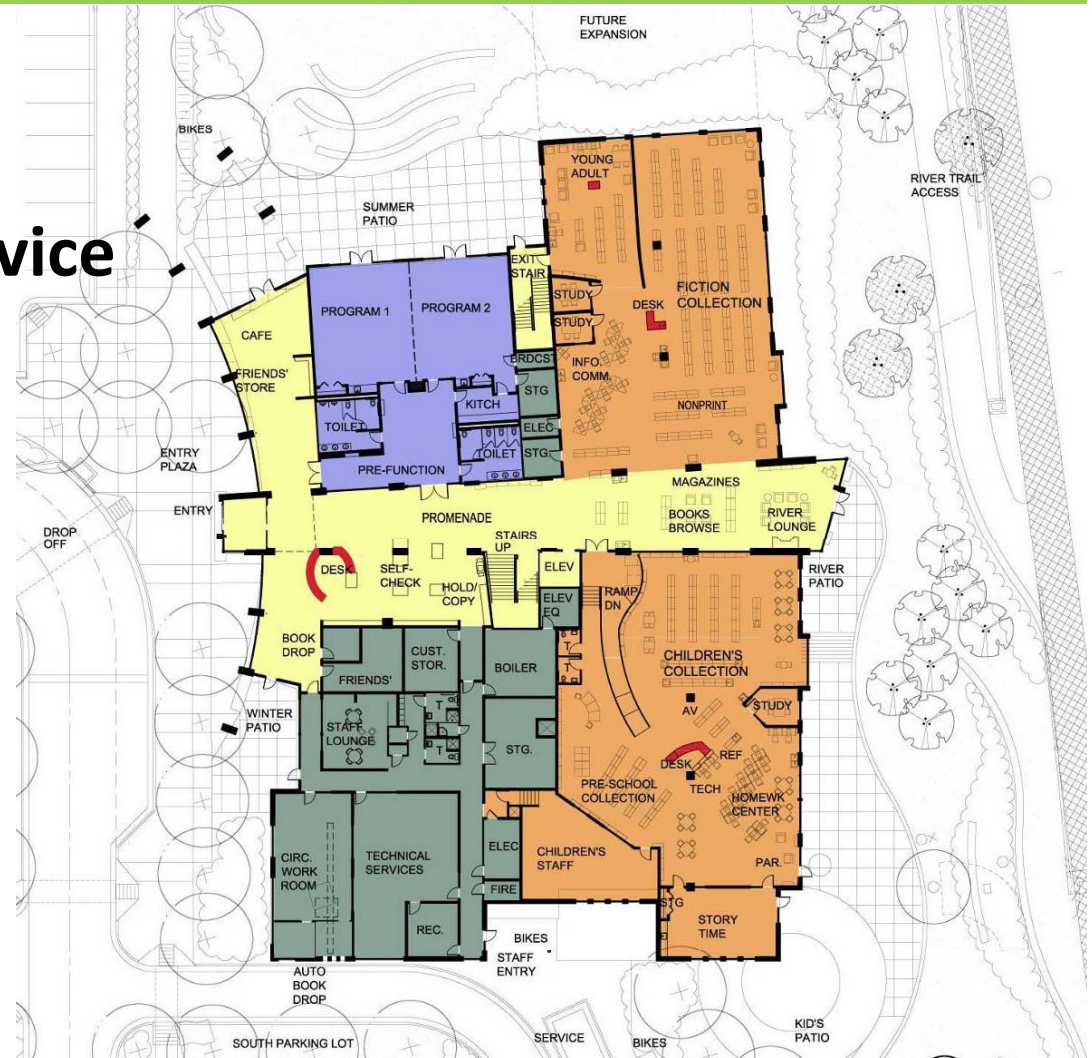 FUTURE
EXPANSION
BIKES
YOUNG
ADULT
RIVER TRAIL
ACCESS
SUMMER
PATIO
vice
EXIT
STAIR
PROGRAM 1
PROGRAM 2
STUDY
DESK
FICTION
COLLECTION
STUDY
CAFE
BRDCST
INFO.
COMM.
FRIENDS'
STORE
STG
KITCH
NONPRINT
TOILET
ELEC
TOILET
STG
ENTRY
PLAZA
PRE-FUNCTION
MAGAZINES
ENTRY
PROMENADE
BOOKS
BROWSE
RIVER
LOUNGE
DROP
OFF
STAIRS
UP
DESK
SELF-
CHECK
ELEV
RIVER
PATIO
HOLD/
COPY
ELEV
EQ
RAMP
DN
BOOK
DROP
CUST.
STOR.
T
T
BOILER
CHILDREN'S
COLLECTION
FRIENDS'
T
AV
STUDY
WINTER
PATIO
STAFF
LOUNGE
T
STG.
REF
DESK
TECH
PRE-SCHOOL
COLLECTION
HOMEWK
CENTER
ELEC
CHILDREN'S
STAFF
CIRC.
WORK
ROOM
TECHNICAL
SERVICES
PAR.
FIRE
STG
STORY
TIME
REC.
BIKES
STAFF
ENTRY
AUTO
BOOK
DROP
SOUTH PARKING LOT
SERVICE
BIKES
KID'S
PATIO